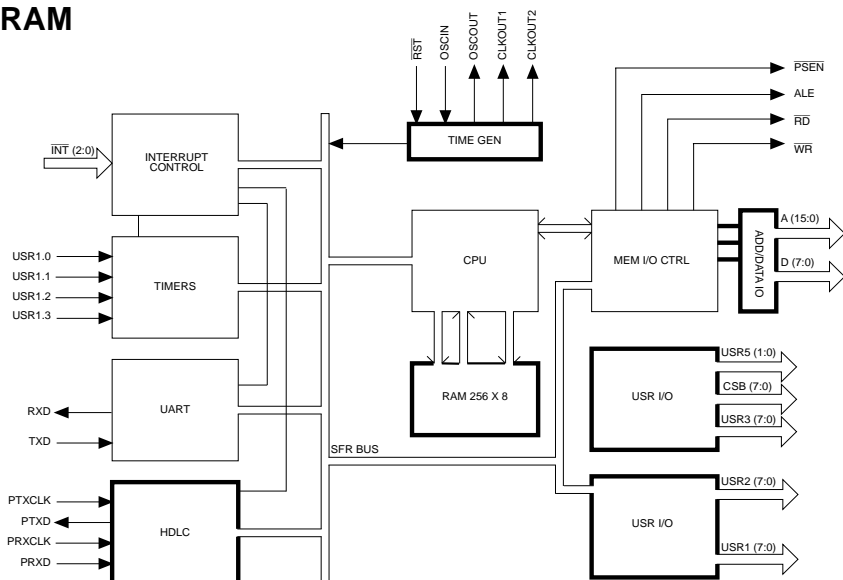 RAM
RST
OSCIN
OSCOUT
CLKOUT1
CLKOUT2
PSEN
ALE
RD
WR
TIME GEN
INT (2:0)
INTERRUPT
CONTROL
A (15:0)
ADD/DATA IO
D (7:0)
USR1.0
USR1.1
USR1.2
USR1.3
TIMERS
CPU
MEM I/O CTRL
USR5 (1:0)
CSB (7:0)
USR3 (7:0)
USR I/O
RAM 256 X 8
UART
RXD
TXD
SFR BUS
PTXCLK
PTXD
PRXCLK
PRXD
HDLC
USR2 (7:0)
USR I/O
USR1 (7:0)